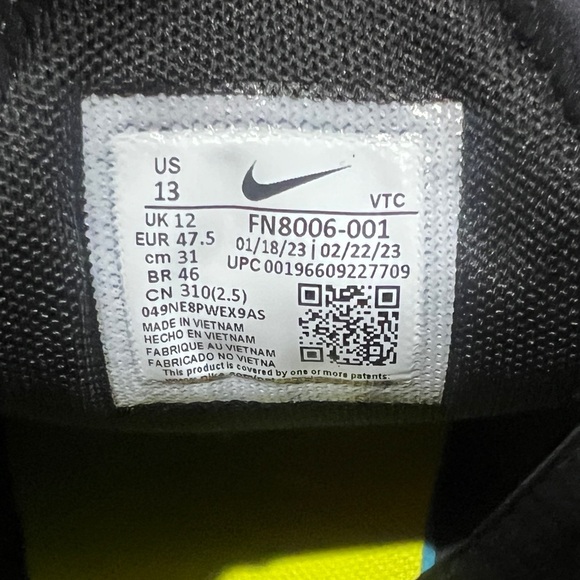 US
13
VTC
UK 12
EUR 47.5
cm 31
BR 46
CN 310(2.5)
049NE8PWEX9AS
MADE IN VIETNAM
HECHO EN VIETNAM
FABRIQUE AU VIETNAM
FABRICADO NO VIETNA
FN8006-001
01/18/23 | 02/22/23
UPC 00196609227709
This product is covered by one or more patents.